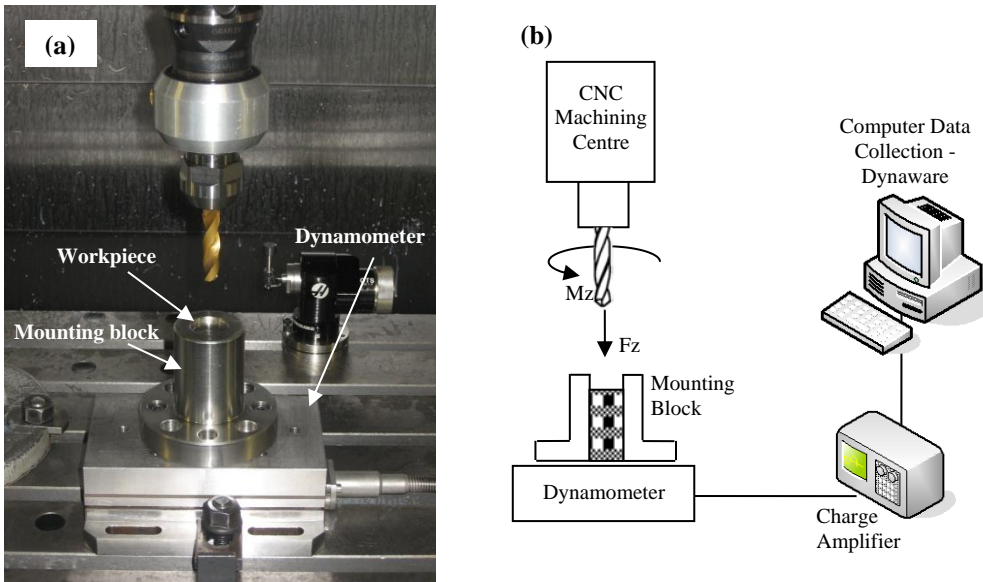 (a)
Workpiece
Mounting block
Dynamometer
(b)
CNC
Machining
Centre
Mz
Fz
Mounting
Block
Dynamometer
Computer Data
Collection -
Dynaware
Charge
Amplifier